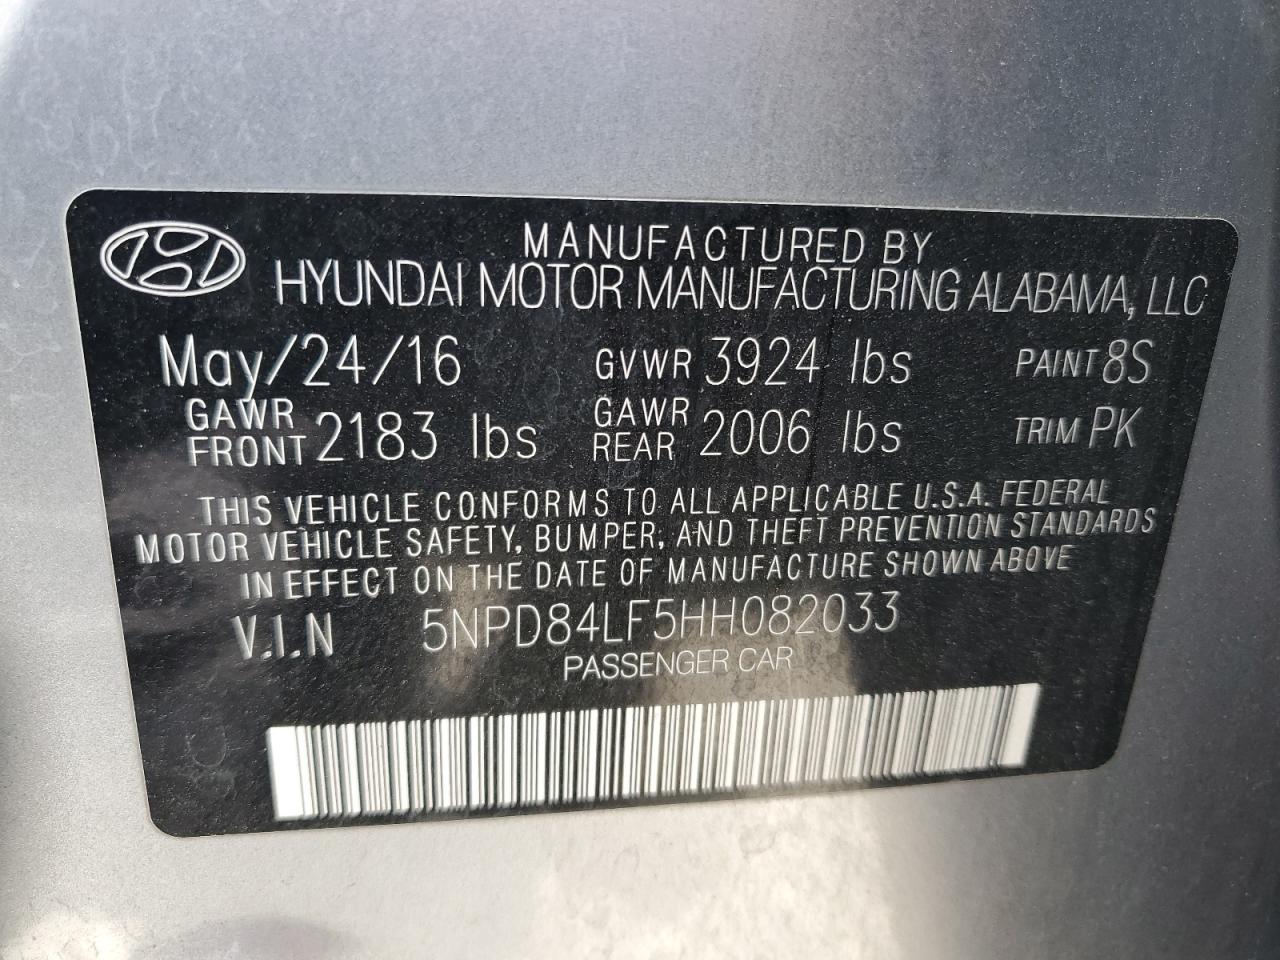 MANUFACTURED BY
HYUNDAI MOTOR MANUFACTURING ALABAMA, LLC
May/24/16 GVWR 3924 lbs PAINT 8S
GAWR FRONT 2183 lbs GAWR REAR 2006 lbs TRIM PK
THIS VEHICLE CONFORMS TO ALL APPLICABLE U.S.A. FEDERAL
MOTOR VEHICLE SAFETY, BUMPER, AND THEFT PREVENTION STANDARDS
IN EFFECT ON THE DATE OF MANUFACTURE SHOWN ABOVE
V.I.N 5NPD84LF5HH082033
PASSENGER CAR